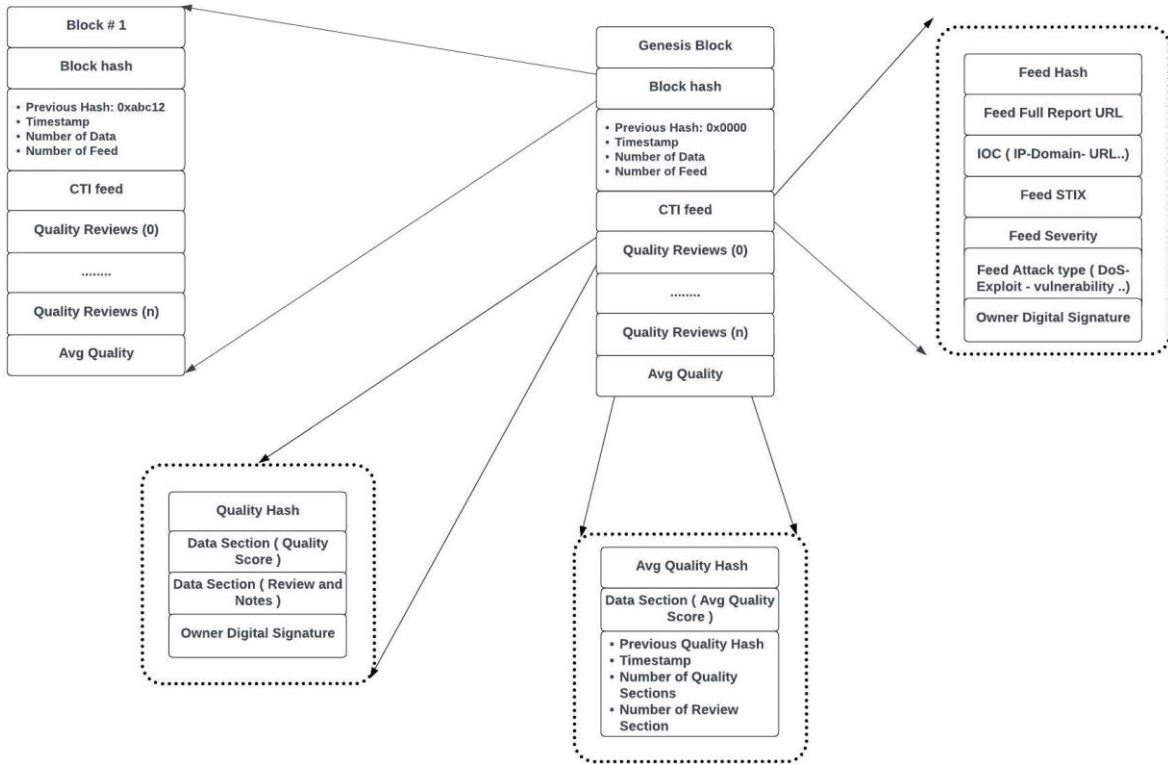 Block # 1
Block hash
• Previous Hash: 0xabc12
• Timestamp
• Number of Data
• Number of Feed
CTI feed
Quality Reviews (0)
........
Quality Reviews (n)
Avg Quality
Genesis Block
Block hash
• Previous Hash: 0x0000
• Timestamp
• Number of Data
• Number of Feed
CTI feed
Quality Reviews (0)
........
Quality Reviews (n)
Avg Quality
Feed Hash
Feed Full Report URL
IOC ( IP-Domain- URL..)
Feed STIX
Feed Severity
Feed Attack type ( DoS-
Exploit - vulnerability ..)
Owner Digital Signature
Quality Hash
Data Section ( Quality
Score )
Data Section ( Review and
Notes )
Owner Digital Signature
Avg Quality Hash
Data Section ( Avg Quality
Score )
• Previous Quality Hash
• Timestamp
• Number of Quality
Sections
• Number of Review
Section